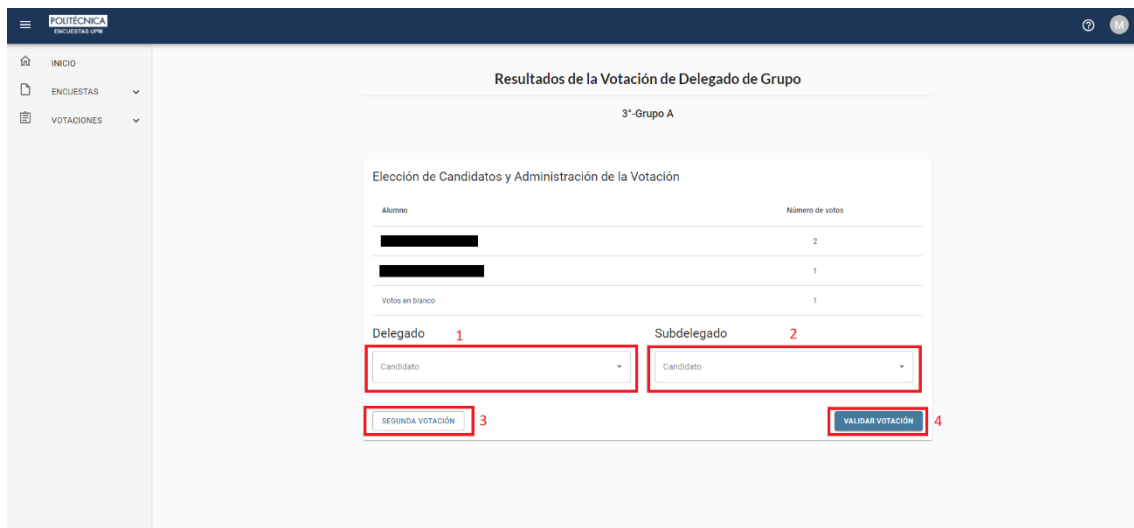 POLITÉCNICA
ENCUESTAS UPM
M
INICIO
ENCUESTAS
VOTACIONES
Resultados de la Votación de Delegado de Grupo
3°-Grupo A
Elección de Candidatos y Administración de la Votación
Alumno Número de votos
2
1
Votos en blanco 1
Delegado 1 Subdelegado 2
Candidato Candidato
SEGUNDA VOTACIÓN 3 VALIDAR VOTACIÓN 4